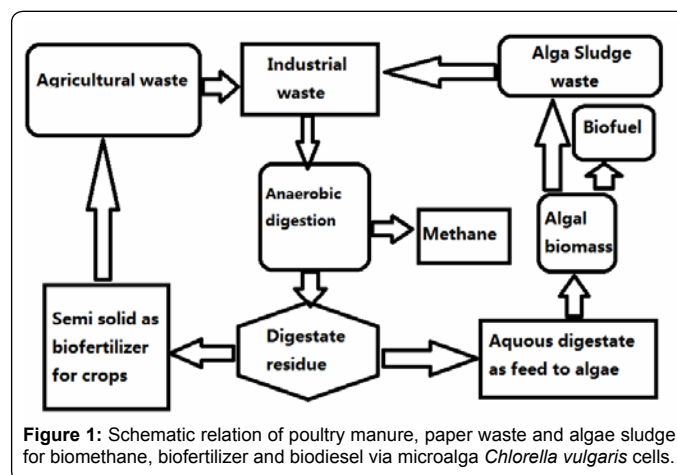 Agricultural waste
Industrial
waste
Alga Sludge
waste
Biofuel
Anaerobic
digestion
Methane
Algal
biomass
Semi solid as
biofertilizer
for crops
Digestate
residue
Aquous digestate
as feed to algae
Figure 1: Schematic relation of poultry manure, paper waste and algae sludge
for biomethane, biofertilizer and biodiesel via microalga Chlorella vulgaris cells.